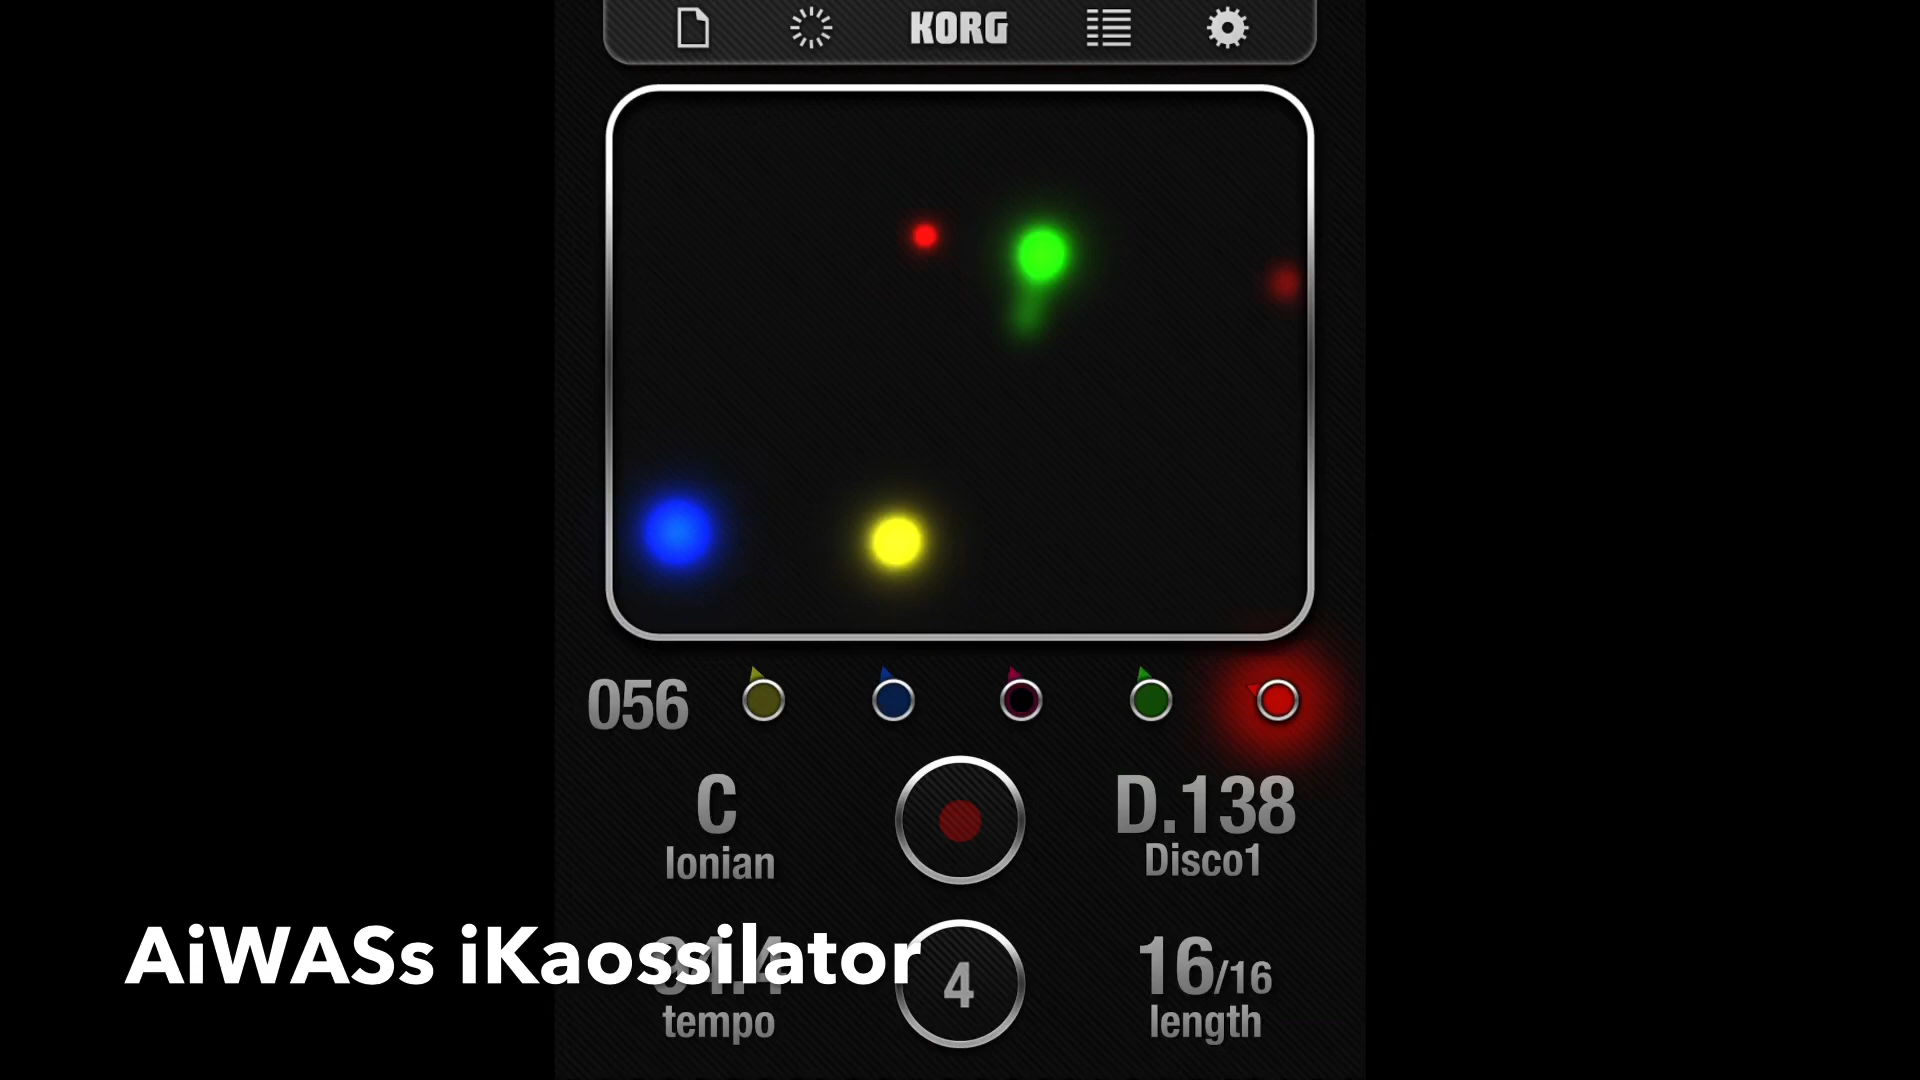 KORG
056
C
Ionian
D.138
Disco1
AiWASs iKaossilator
tempo
4
16/16
length